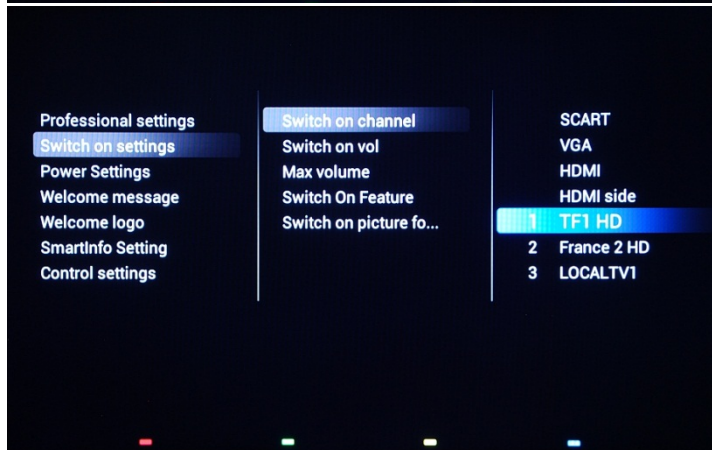 Professional settings
Switch on settings
Power Settings
Welcome message
Welcome logo
SmartInfo Setting
Control settings
Switch on channel
Switch on vol
Max volume
Switch On Feature
Switch on picture fo...
SCART
VGA
HDMI
HDMI side
1 TF1 HD
2 France 2 HD
3 LOCALTV1